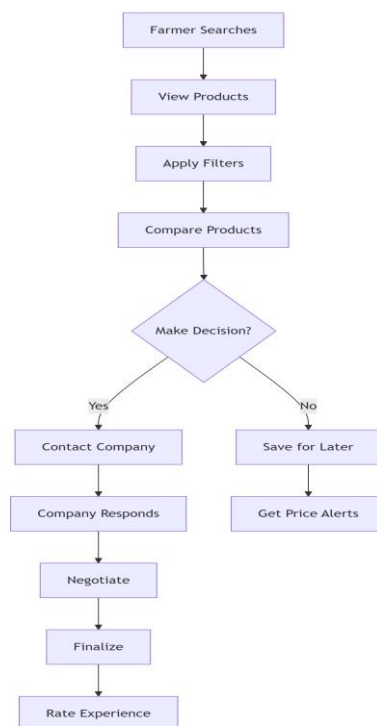 Farmer Searches
View Products
Apply Filters
Compare Products
Make Decision?
Yes
No
Contact Company
Save for Later
Company Responds
Get Price Alerts
Negotiate
Finalize
Rate Experience